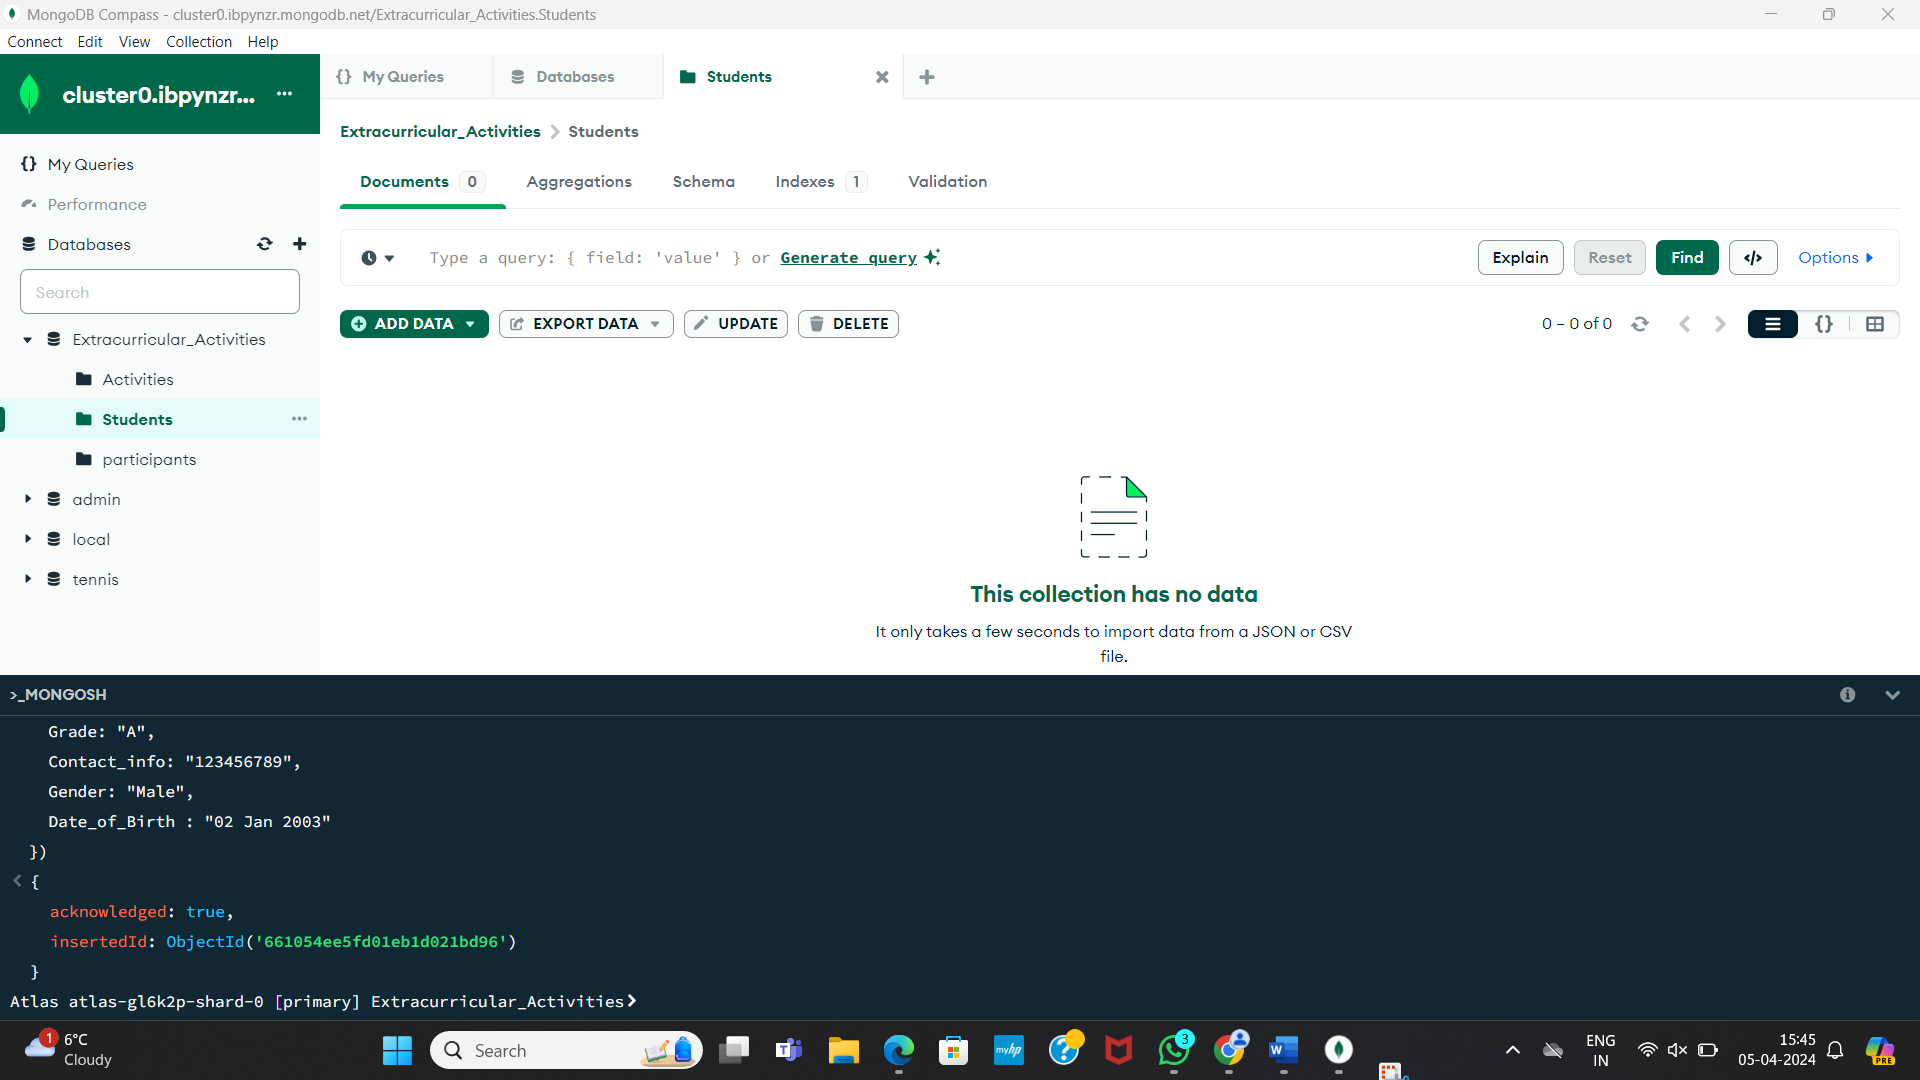 MongoDB Compass - cluster0.ibpynzr.mongodb.net/Extracurricular_Activities.Students
Connect Edit View Collection Help
cluster0.ibpynzr... ...
{} My Queries
Databases
Students
My Queries
Performance
Databases
Search
Extracurricular_Activities
Activities
Students
participants
admin
local
tennis
Extracurricular_Activities > Students
Documents 0 Aggregations Schema Indexes 1 Validation
Type a query: { field: 'value' } or Generate query
Explain Reset Find </> Options
ADD DATA EXPORT DATA UPDATE DELETE
0 – 0 of 0
{}
This collection has no data
It only takes a few seconds to import data from a JSON or CSV
file.
>_MONGOSH
Grade: "A",
Contact_info: "123456789",
Gender: "Male",
Date_of_Birth : "02 Jan 2003"
})
< {
acknowledged: true,
insertedId: ObjectId('661054ee5fd01eb1d021bd96')
}
Atlas atlas-gl6k2p-shard-0 [primary] Extracurricular_Activities>
1
6°C
Cloudy
Search
myhp
3
ENG
IN
15:45
05-04-2024
PRE